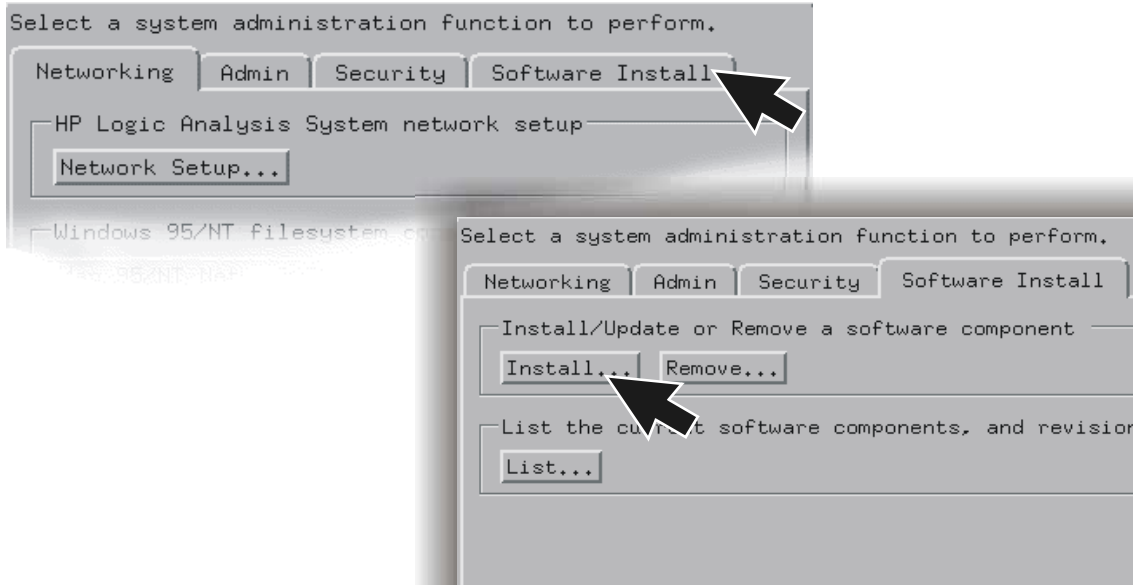 Select a system administration function to perform.
Networking Admin Security Software Install
HP Logic Analysis System network setup
Network Setup...
Windows 95/NT filesystem
Select a system administration function to perform.
Networking Admin Security Software Install
Install/Update or Remove a software component
Install... Remove...
List the software components, and revision
List...